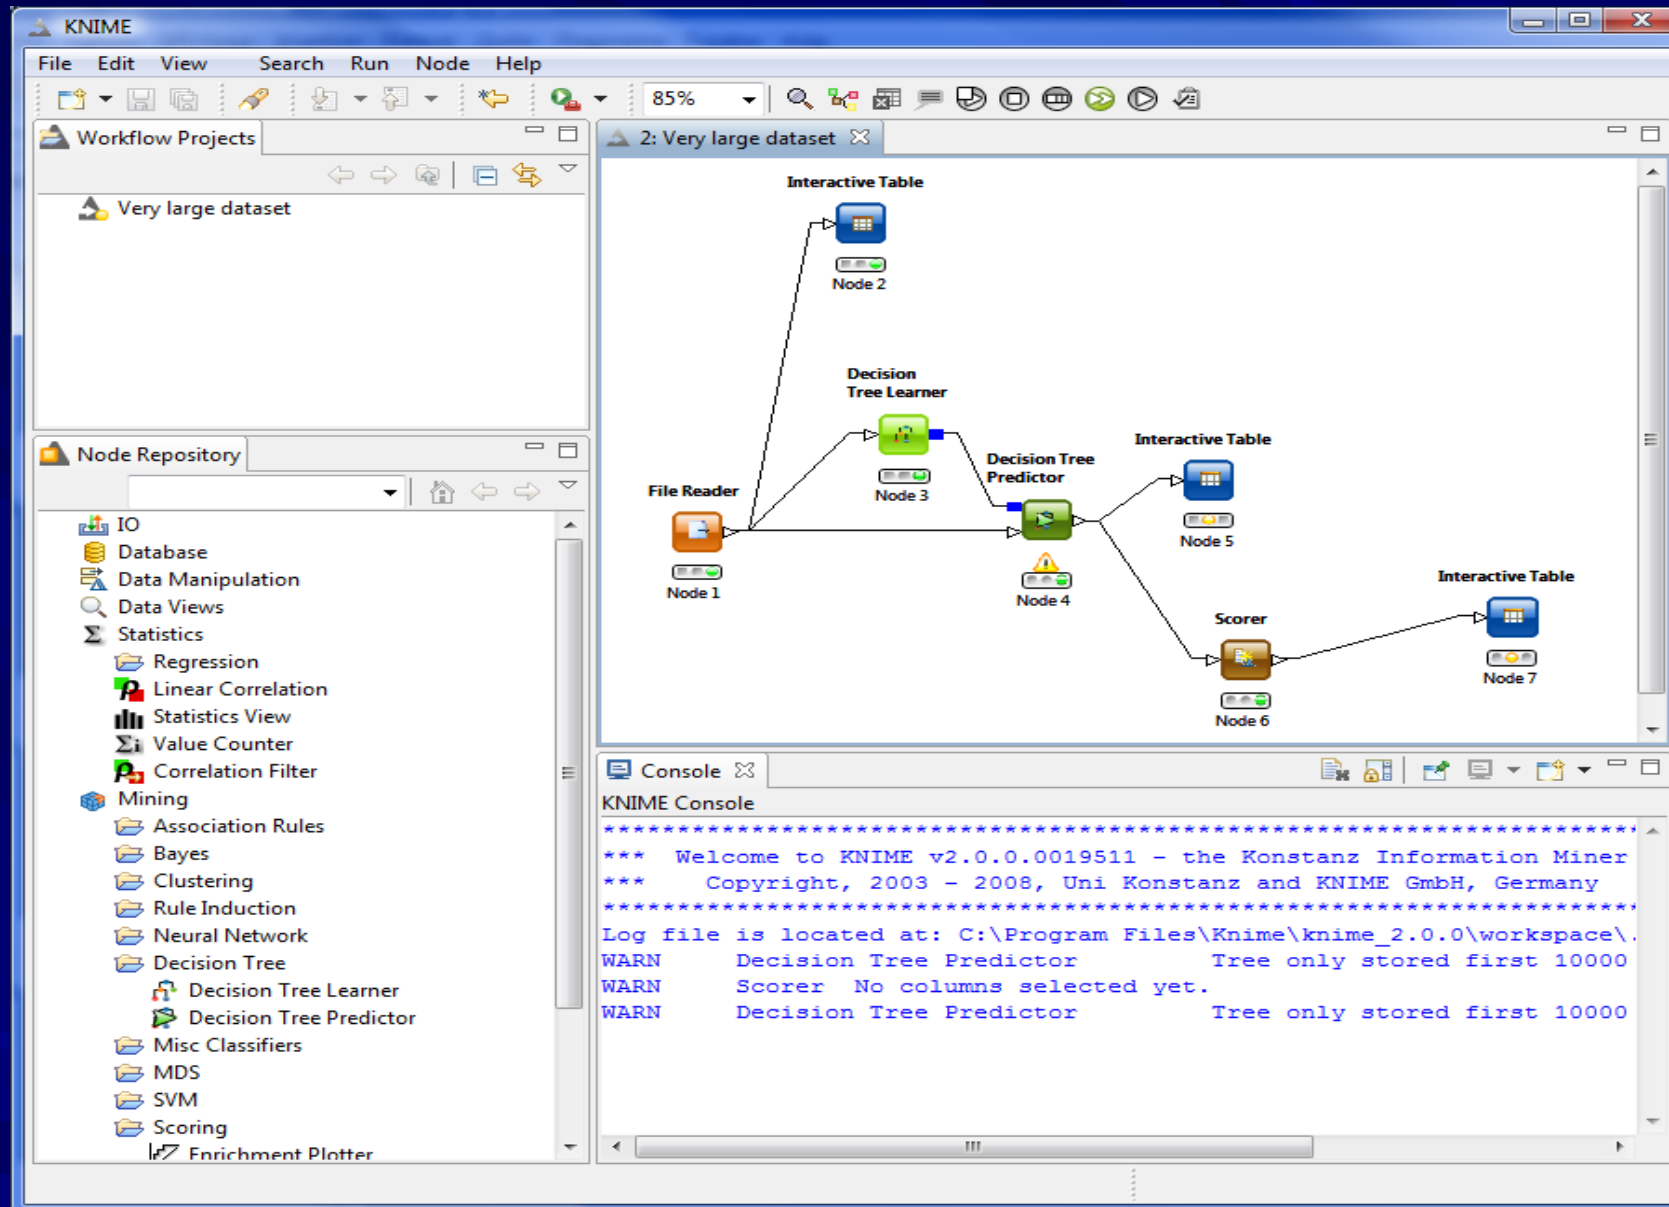 KNIME
File Edit View Search Run Node Help
85%
Workflow Projects
Very large dataset
Node Repository
IO
Database
Data Manipulation
Data Views
Statistics
Regression
Linear Correlation
Statistics View
Value Counter
Correlation Filter
Mining
Association Rules
Bayes
Clustering
Rule Induction
Neural Network
Decision Tree
Decision Tree Learner
Decision Tree Predictor
Misc Classifiers
MDS
SVM
Scoring
Enrichment Plotter
2: Very large dataset
Interactive Table
Node 2
Decision
Tree Learner
Node 3
File Reader
Node 1
Decision Tree
Predictor
Node 4
Interactive Table
Node 5
Scorer
Node 6
Interactive Table
Node 7
Console
KNIME Console
**********************************************************************
*** Welcome to KNIME v2.0.0.0019511 - the Konstanz Information Miner
*** Copyright, 2003 - 2008, Uni Konstanz and KNIME GmbH, Germany
**********************************************************************
Log file is located at: C:\Program Files\Knime\knime_2.0.0\workspace\.
WARN Decision Tree Predictor Tree only stored first 10000
WARN Scorer No columns selected yet.
WARN Decision Tree Predictor Tree only stored first 10000